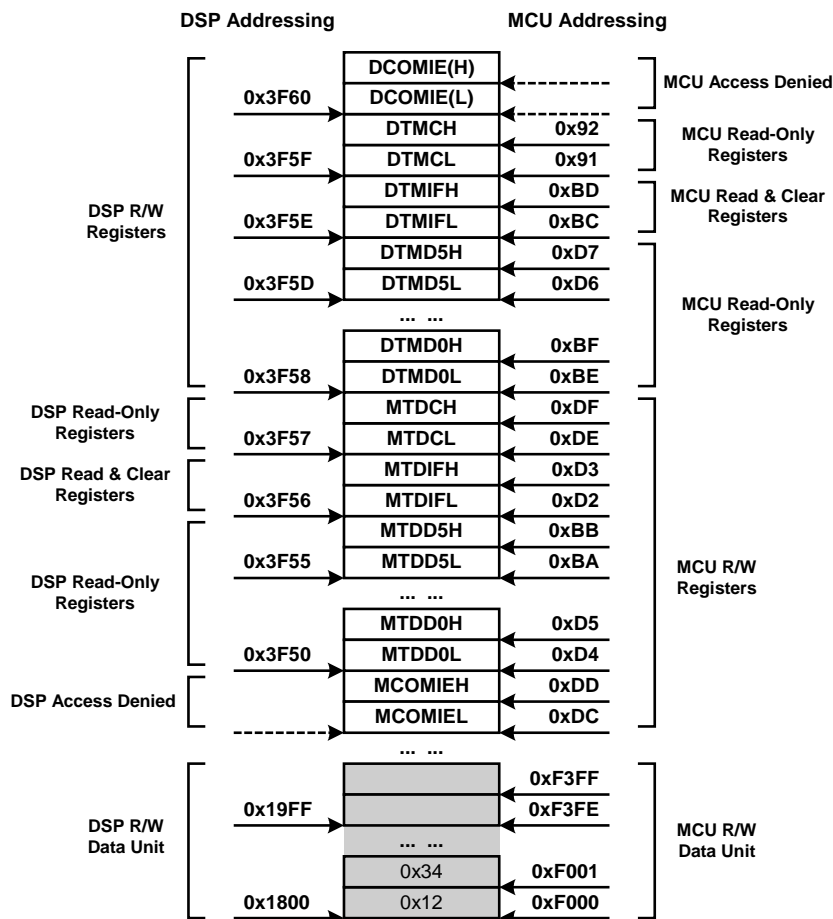 DSP Addressing MCU Addressing
DCOMIE(H)
MCU Access Denied
0x3F60 DCOMIE(L)
DTMCH 0x92
MCU Read-Only
Registers
0x3F5F DTMCL 0x91
DTMIFH 0xBD
MCU Read & Clear
Registers
DSP R/W
Registers
0x3F5E DTMIFL 0xBC
DTMD5H 0xD7
0x3F5D DTMD5L 0xD6
MCU Read-Only
Registers
... ...
DTMD0H 0xBF
0x3F58 DTMD0L 0xBE
DSP Read-Only
Registers
MTDCH 0xDF
0x3F57 MTDCL 0xDE
DSP Read & Clear
Registers
MTDIFH 0xD3
0x3F56 MTDIFL 0xD2
MTDD5H 0xBB
0x3F55 MTDD5L 0xBA
MCU R/W
Registers
DSP Read-Only
Registers
... ...
MTDD0H 0xD5
0x3F50 MTDD0L 0xD4
DSP Access Denied
MCOMIEH 0xDD
MCOMIEL 0xDC
... ...
0xF3FF
0x19FF 0xF3FE
DSP R/W
Data Unit
MCU R/W
Data Unit
... ...
0x34 0xF001
0x1800 0x12 0xF000